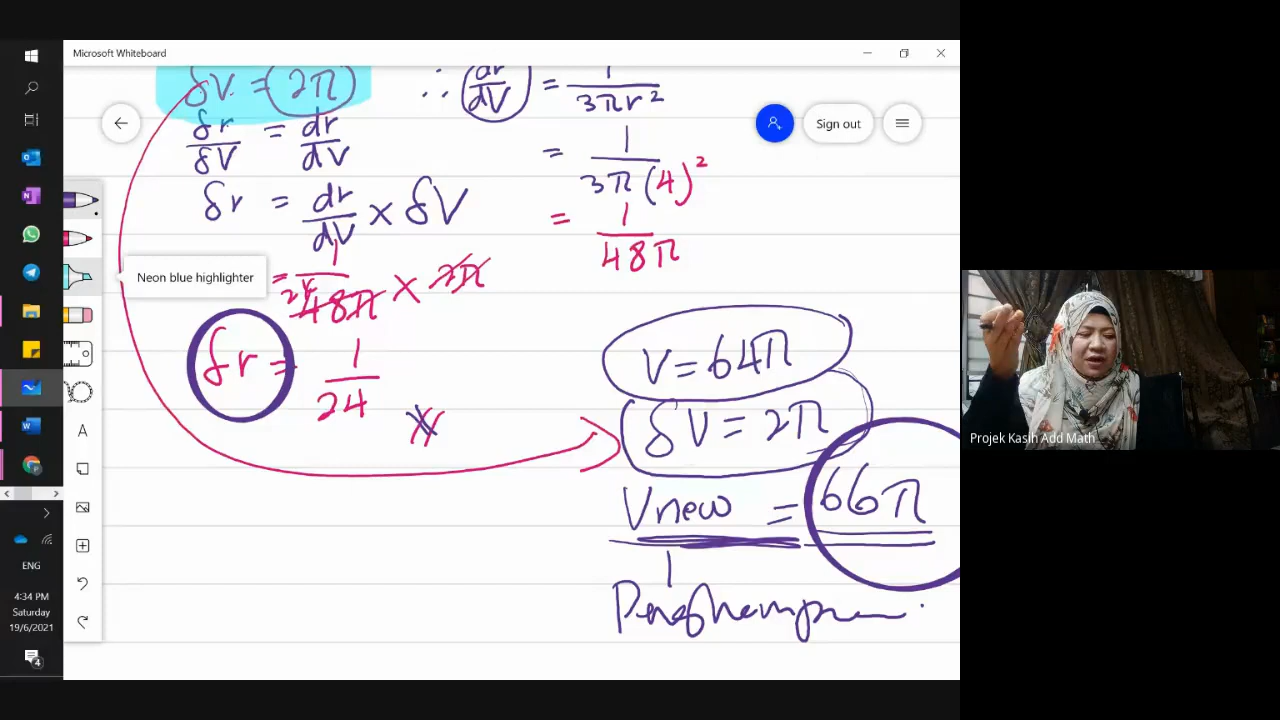 Microsoft Whiteboard
Sign out
δV = 2π
∴ dr/dV = 1/3πr²
δr/δV = dr/dV
= 1/3π(4)²
δr = dr/dV × δV
= 1/48π
= 1/48π × 2π
24
Neon blue highlighter
δr = 1/24
V = 64π
δV = 2π
Vnew = 66π
Penghampiran
Projek Kasih Add Math
ENG
4:34 PM
Saturday
19/6/2021
4